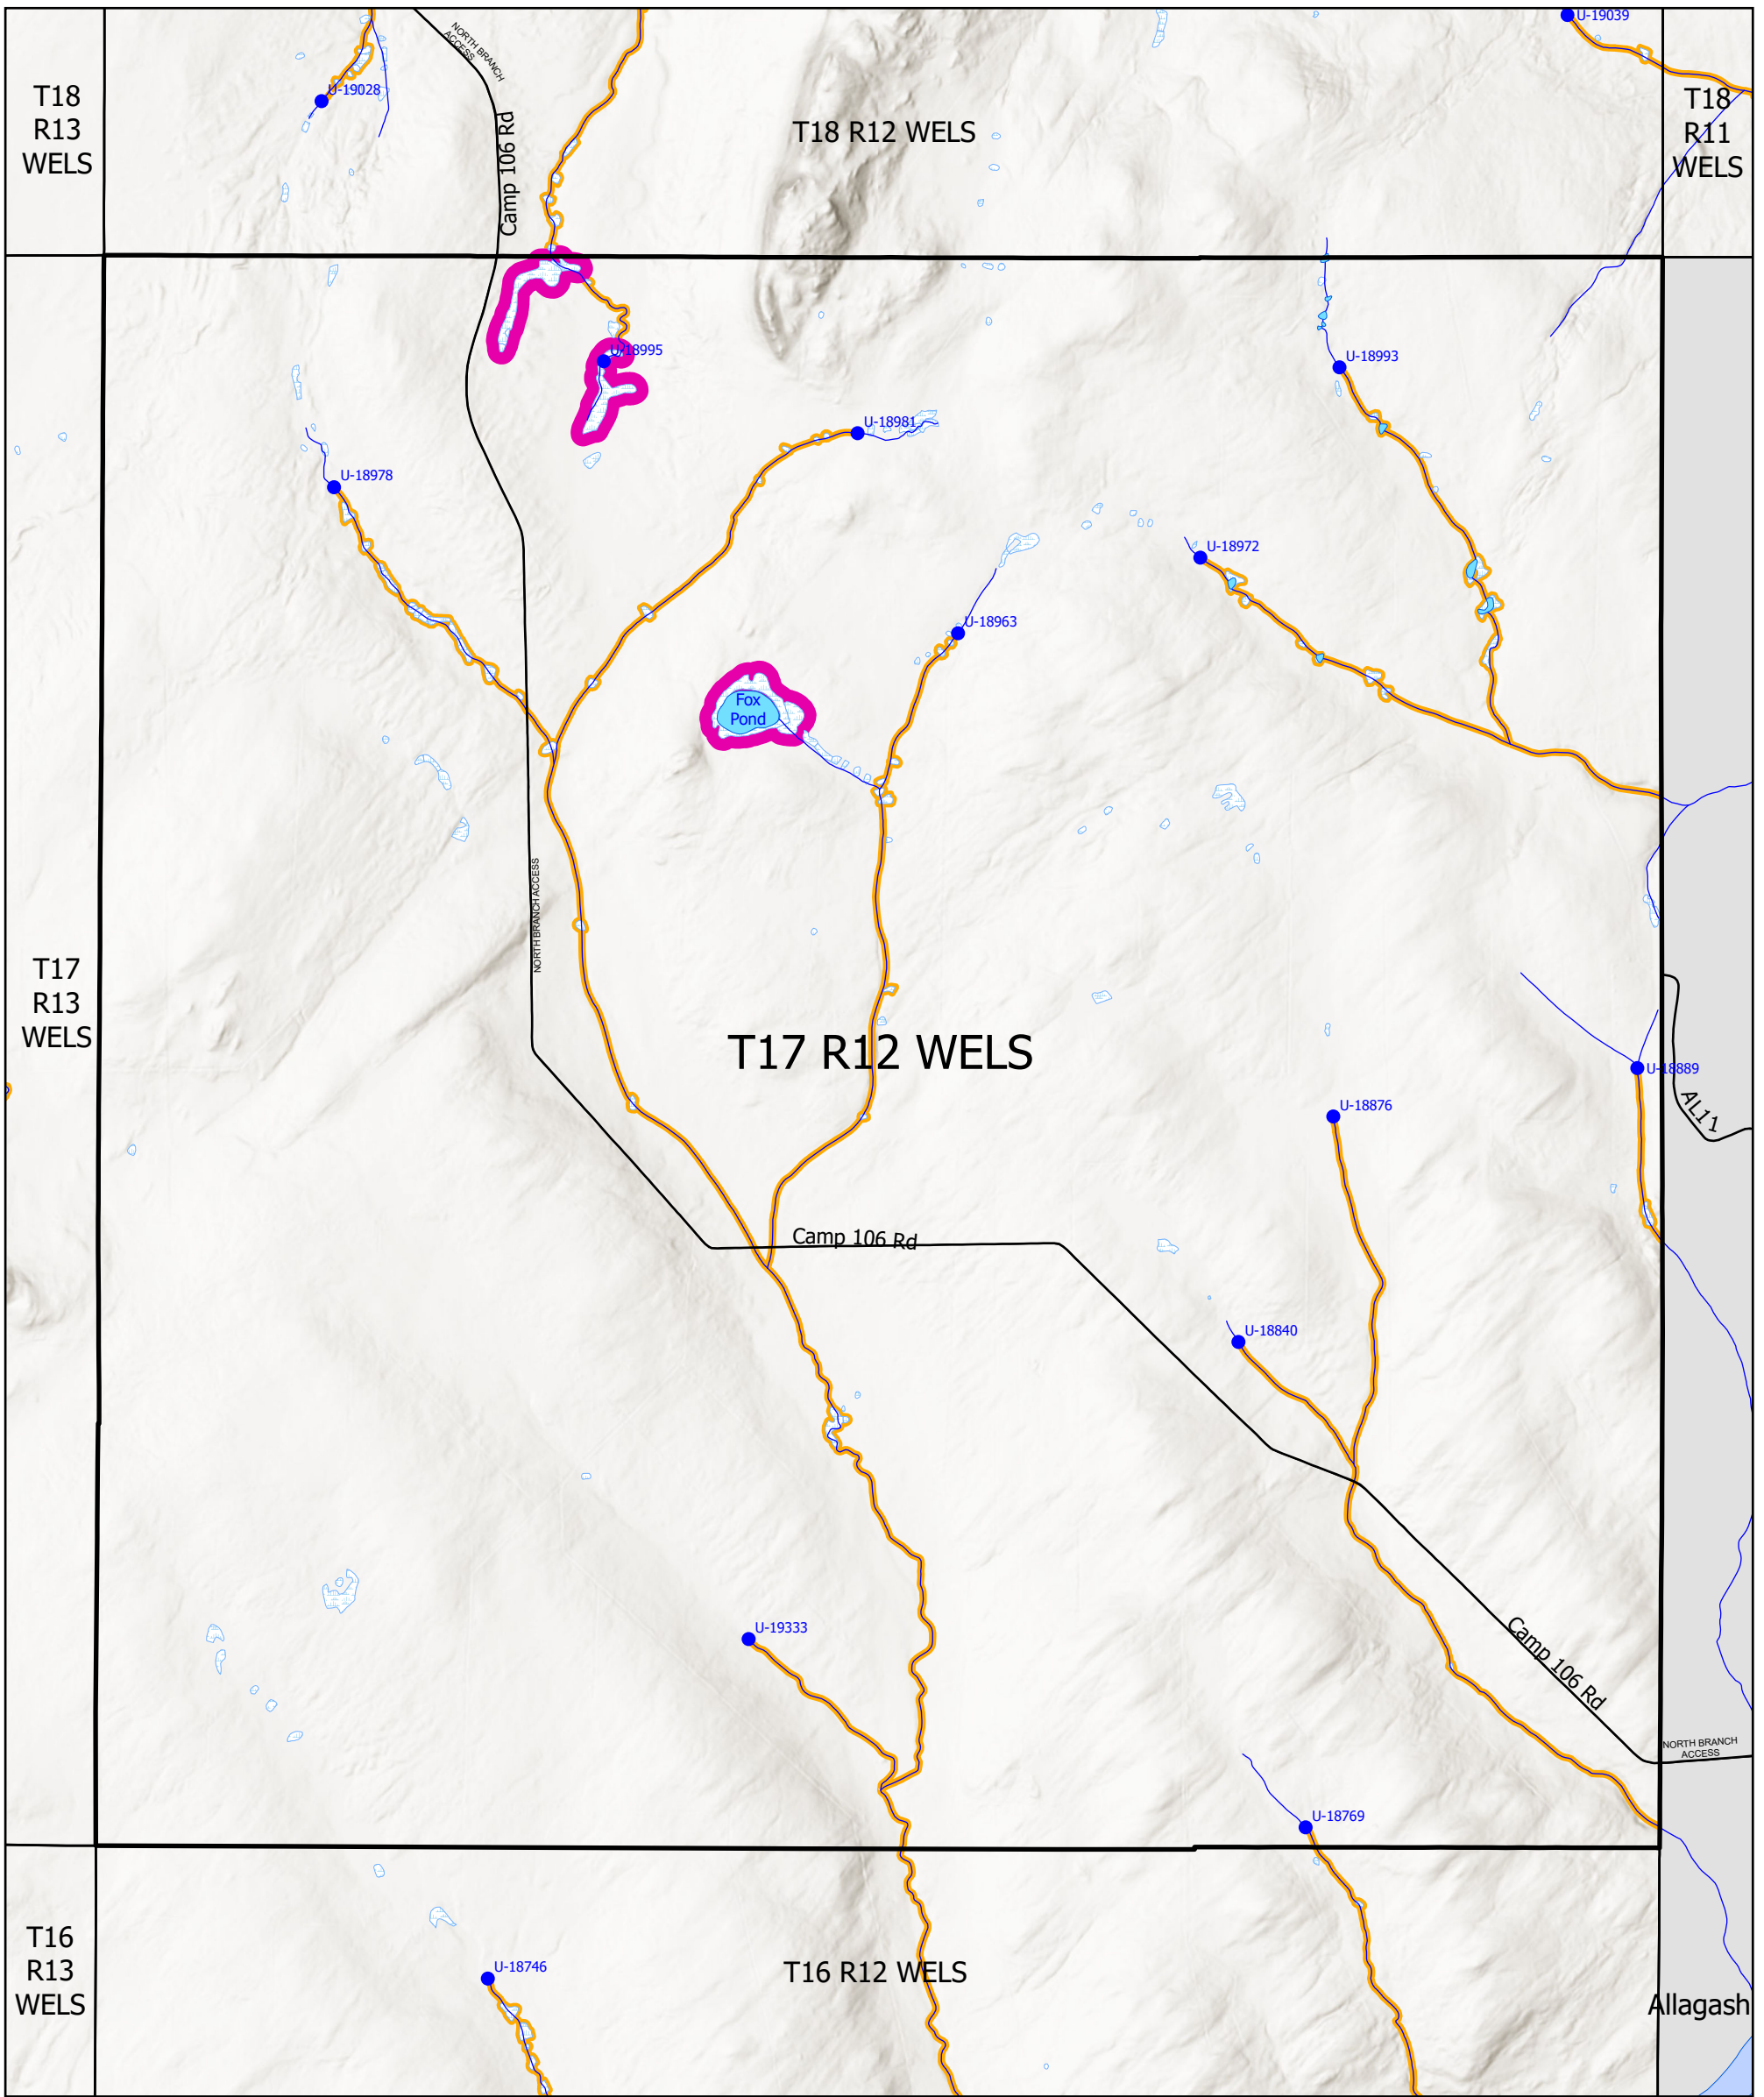 U-19039
NORTH BRANCH
ACCESS
U-19028
T18
R13
WELS
Camp 106 Rd
T18 R12 WELS
T18
R11
WELS
U-18995
U-18993
U-18981
U-18978
U-18972
U-18963
Fox
Pond
NORTH BRANCH ACCESS
T17
R13
WELS
T17 R12 WELS
U-18889
AL11
U-18876
Camp 106 Rd
U-18840
U-19333
Camp 106 Rd
NORTH BRANCH
ACCESS
U-18769
T16
R13
WELS
U-18746
T16 R12 WELS
Allagash